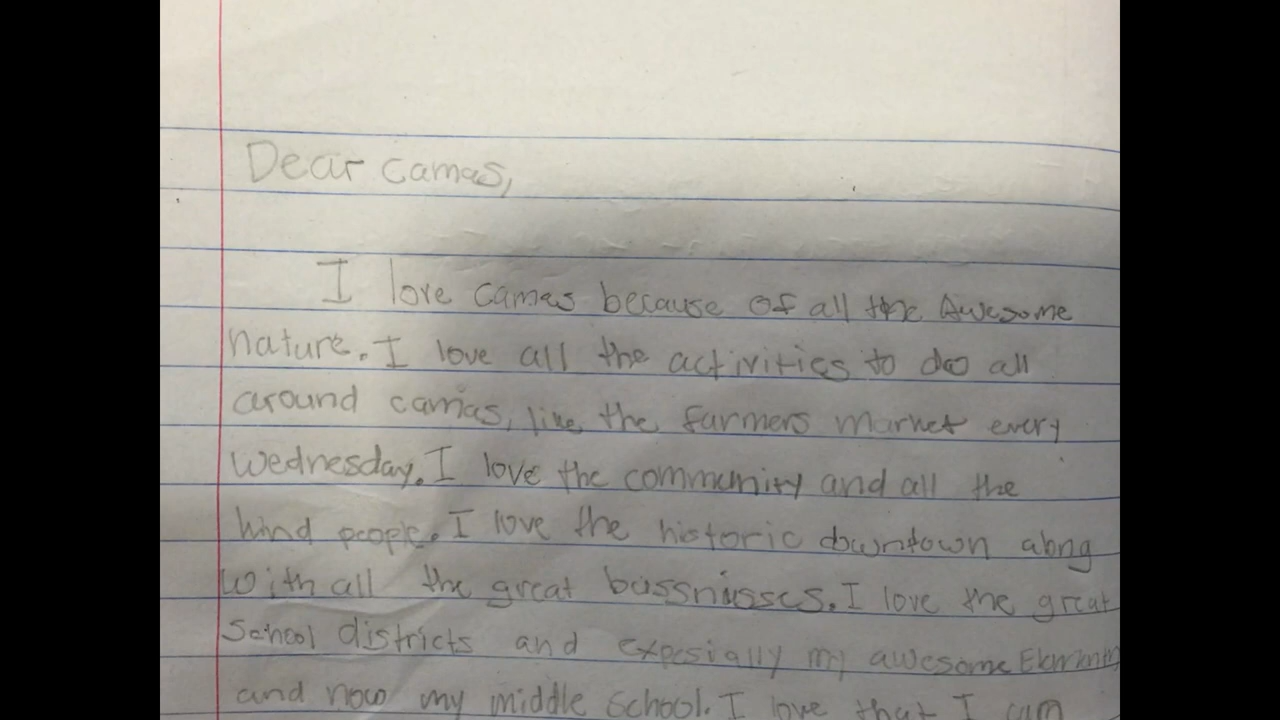 Dear camas,
I love camas because of all the Awesome
nature. I love all the activities to do all
around camas, like the farmers market every
wednesday. I love the community and all the
kind people. I love the historic downtown along
with all the great bussnisses. I love the great
School districts and expesially my awesome
and now my middle School. I love that I can